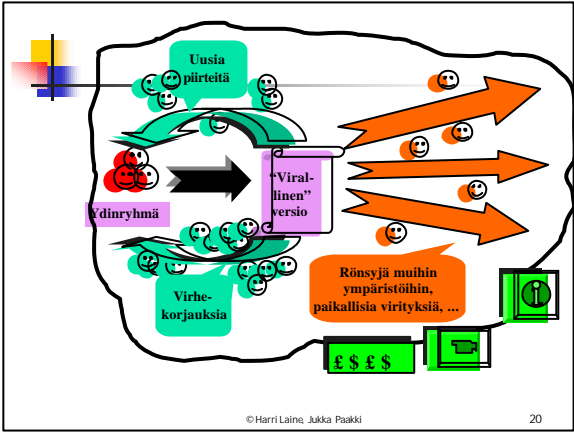 Uusia
piirteitä
"Viral-
linen"
versio
Ydinryhmä
Virhe-
korjauksia
Rönsyjä muihin
ympäristöihin,
paikallisia virityksiä, ...
£ $ £ $
© Harri Laine, Jukka Paakki
20